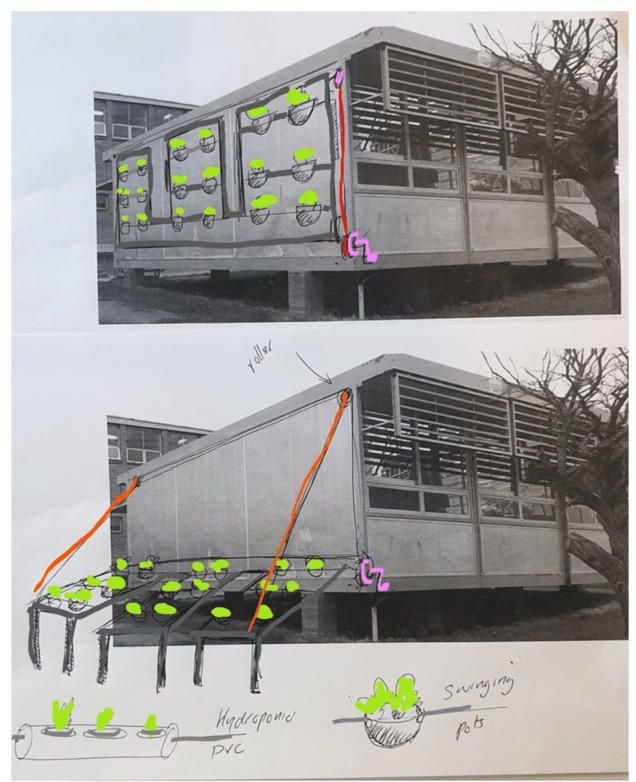 roller
Hydroponic
PVC
Swinging
pots